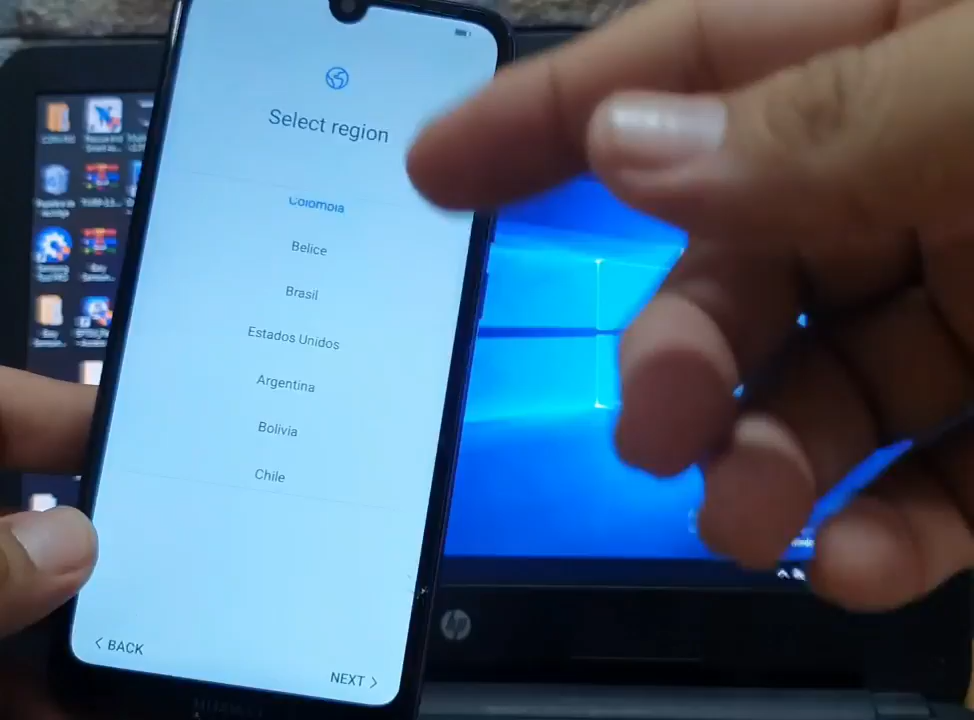 Select region
Colombia
Belice
Brasil
Estados Unidos
Argentina
Bolivia
Chile
< BACK
NEXT >
hp